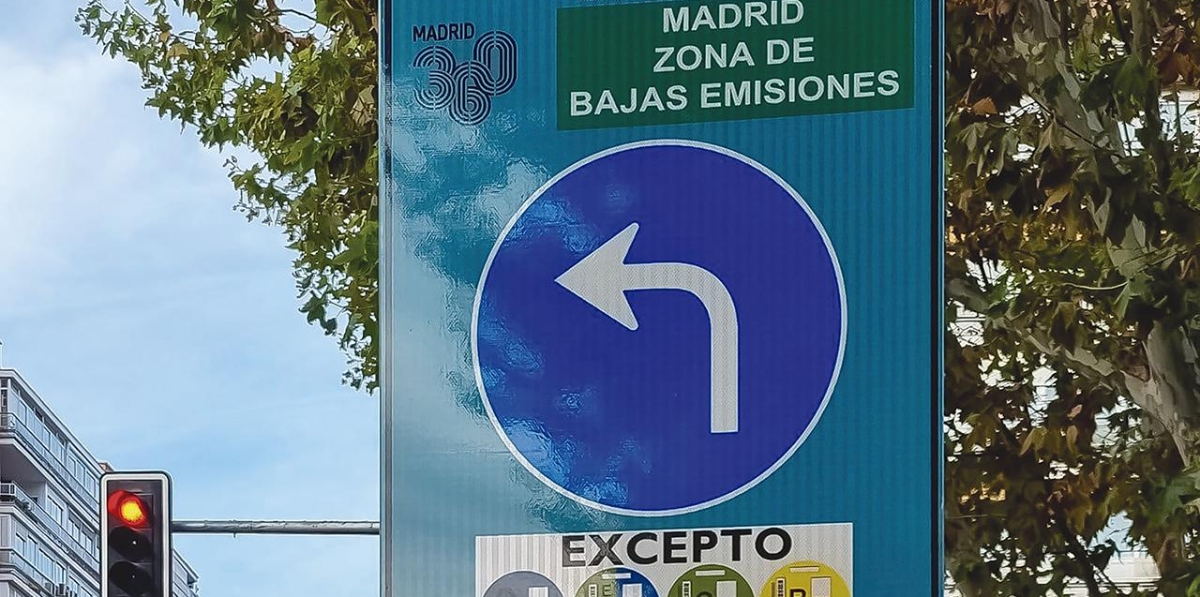 MADRID
360
MADRID
ZONA DE
BAJAS EMISIONES
EXCEPTO
E C B